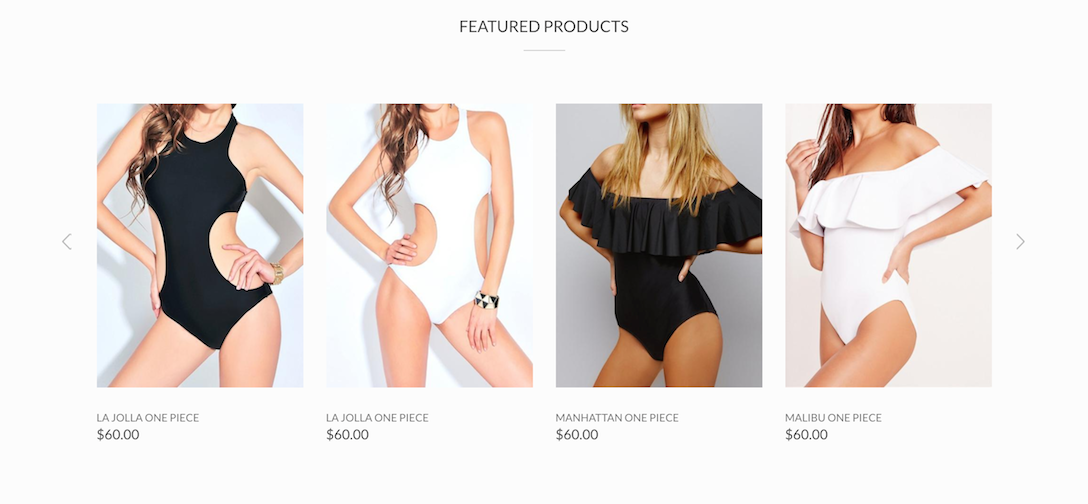 FEATURED PRODUCTS
LA JOLLA ONE PIECE
$60.00
LA JOLLA ONE PIECE
$60.00
MANHATTAN ONE PIECE
$60.00
MALIBU ONE PIECE
$60.00